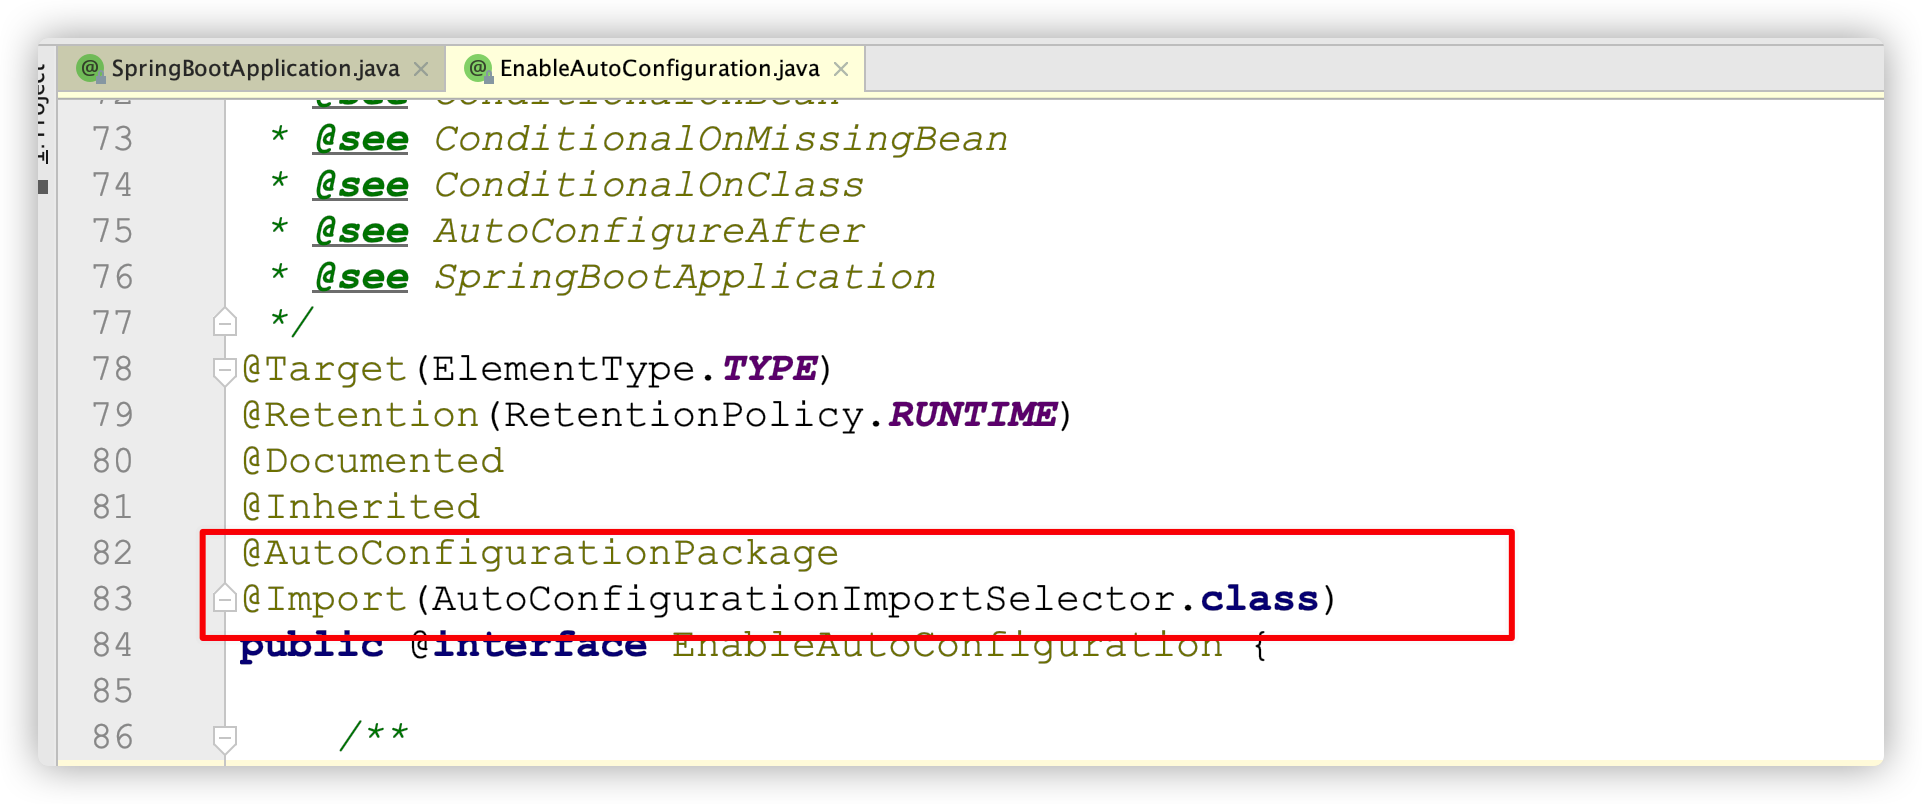 1: Project
SpringBootApplication.java
EnableAutoConfiguration.java
72 * @see ConditionalOnBean
73 * @see ConditionalOnMissingBean
74 * @see ConditionalOnClass
75 * @see AutoConfigureAfter
76 * @see SpringBootApplication
77 */
78 @Target(ElementType.TYPE)
79 @Retention(RetentionPolicy.RUNTIME)
80 @Documented
81 @Inherited
82 @AutoConfigurationPackage
83 @Import(AutoConfigurationImportSelector.class)
84 public @interface EnableAutoConfiguration {
85
86 /**